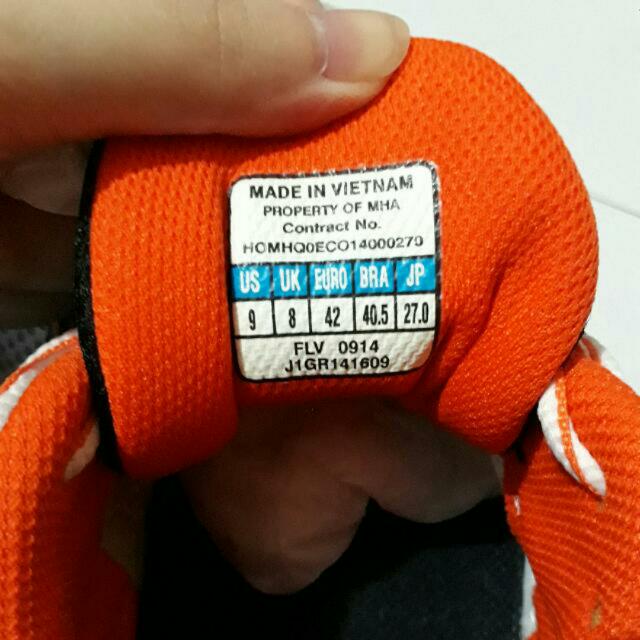 MADE IN VIETNAM
PROPERTY OF MHA
Contract No.
HOMHQ0ECO14000270
US UK EURO BRA JP
9 8 42 40.5 27.0
FLV 0914
J1GR141609